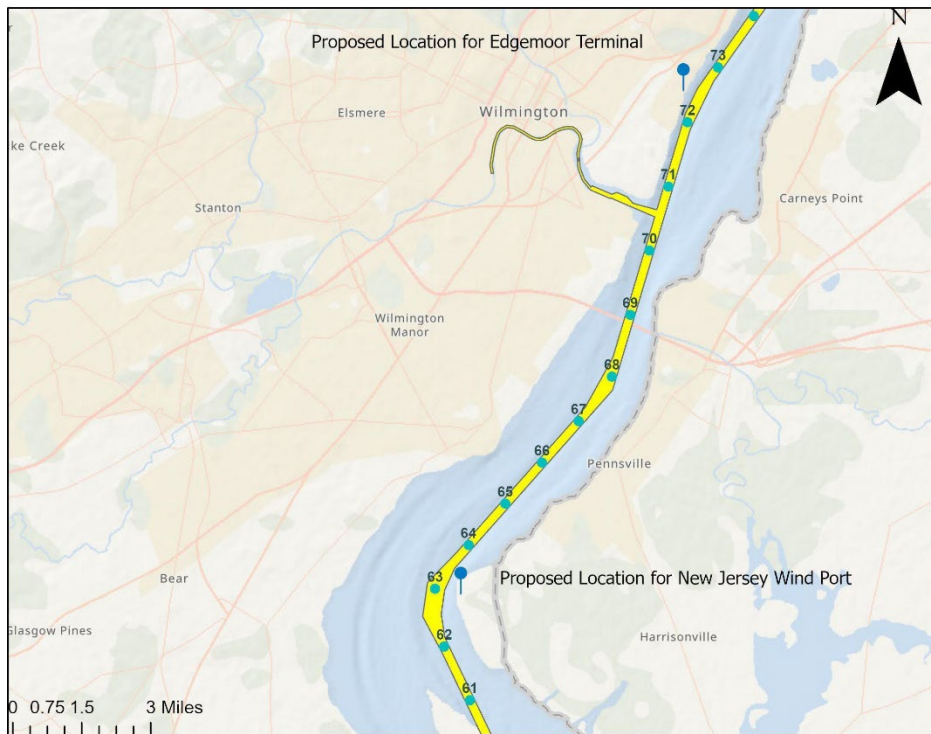 N
Proposed Location for Edgemoor Terminal
73
Elsmere
Wilmington
72
ke Creek
71
Stanton
Carneys Point
70
69
Wilmington
Manor
68
67
66
Pennsville
65
64
Bear
63
Proposed Location for New Jersey Wind Port
Glasgow Pines
62
Harrisonville
61
0 0.75 1.5 3 Miles